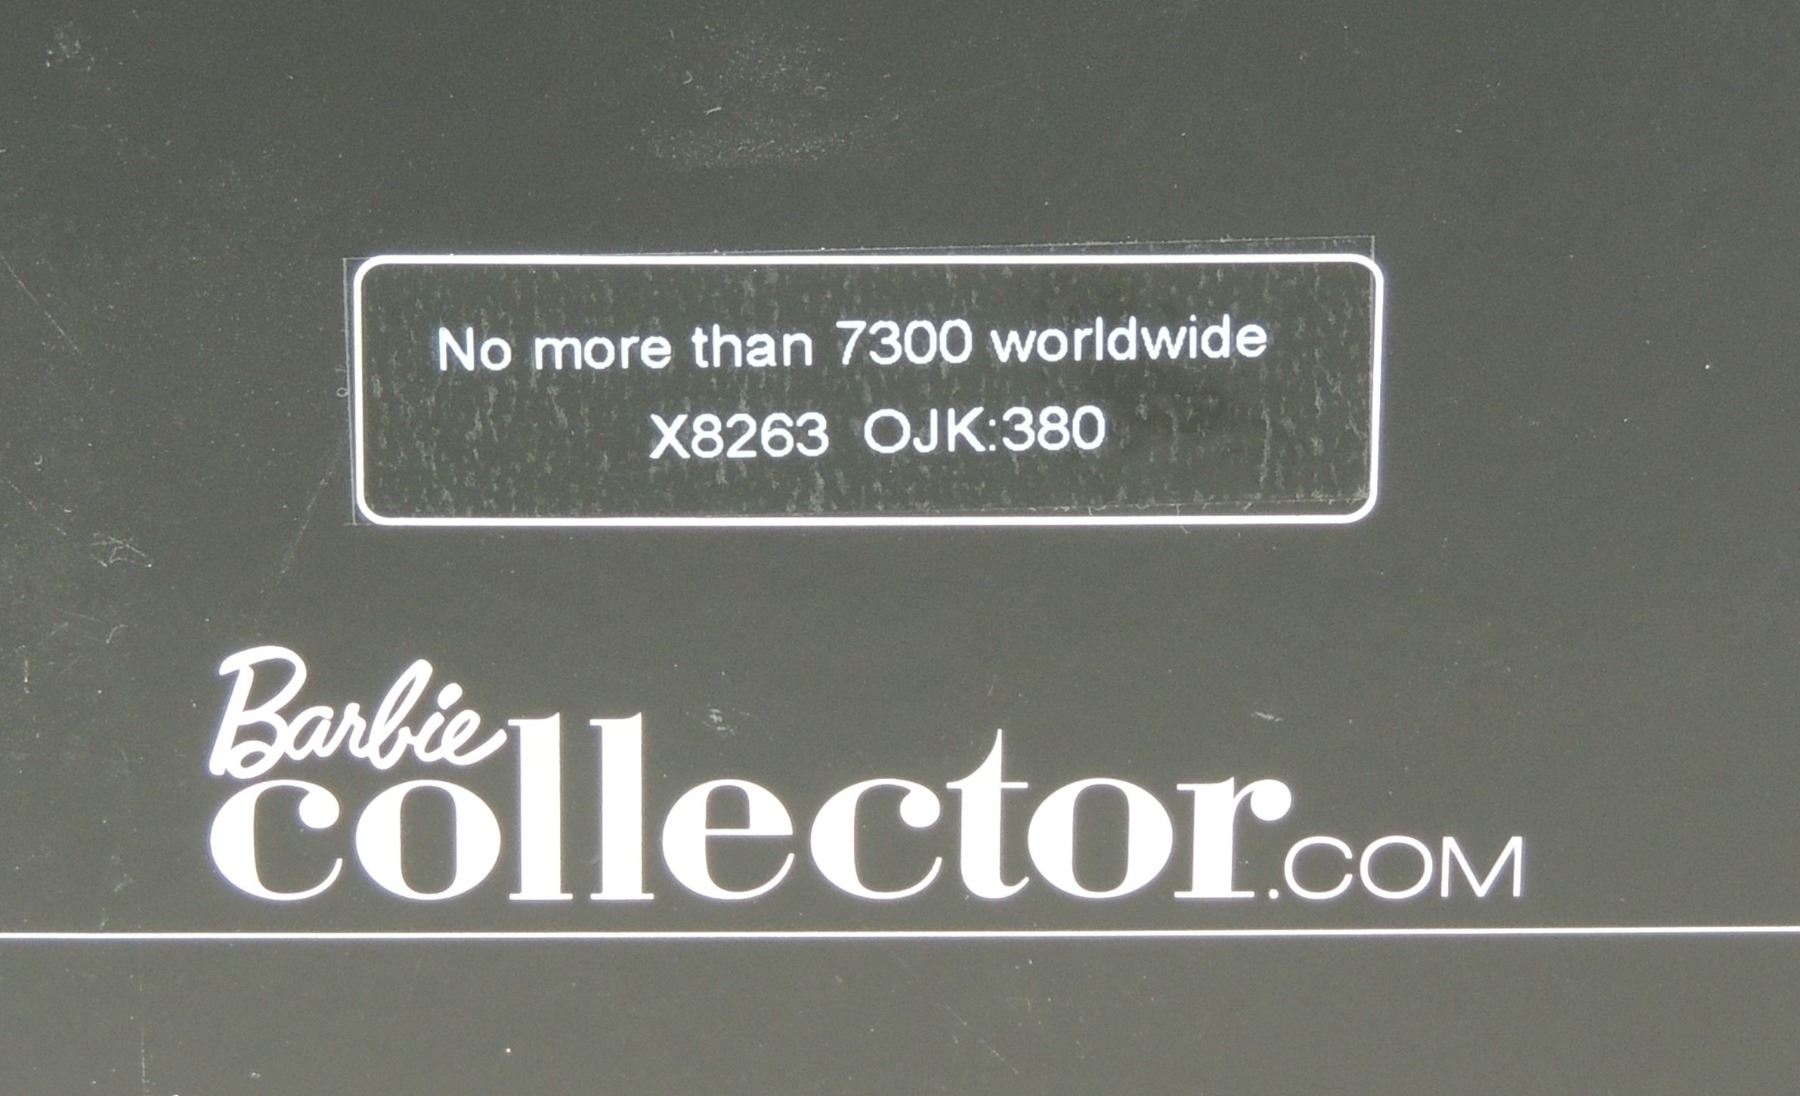 No more than 7300 worldwide
X8263 OJK:380
Barbie
collector.COM